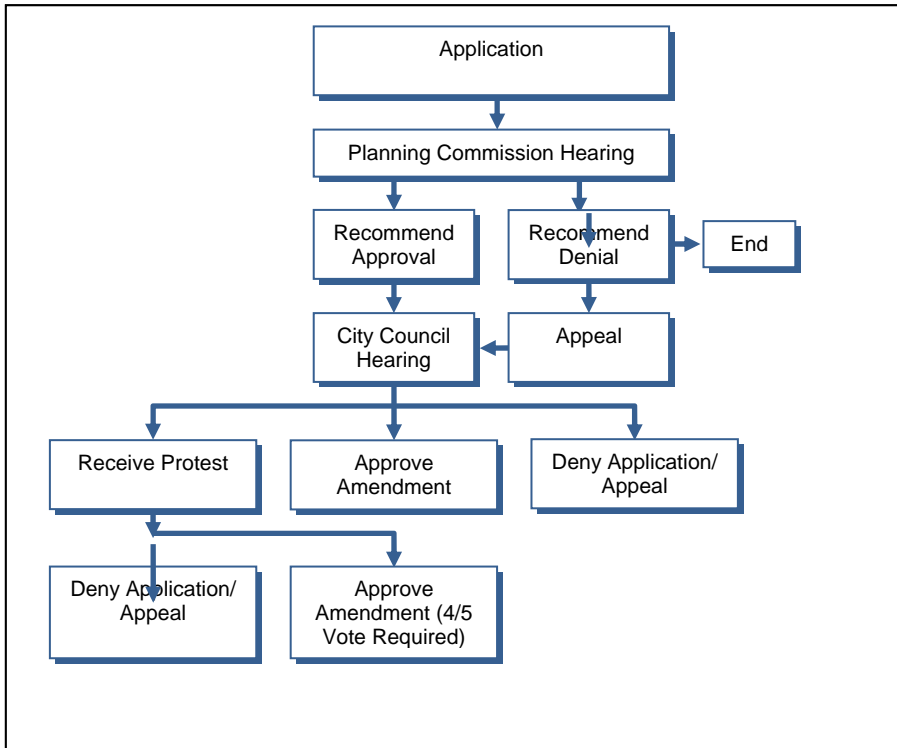 Application
Planning Commission Hearing
Recommend
Approval
Recommend
Denial
End
City Council
Hearing
Appeal
Receive Protest
Approve
Amendment
Deny Application/
Appeal
Deny Application/
Appeal
Approve
Amendment (4/5
Vote Required)